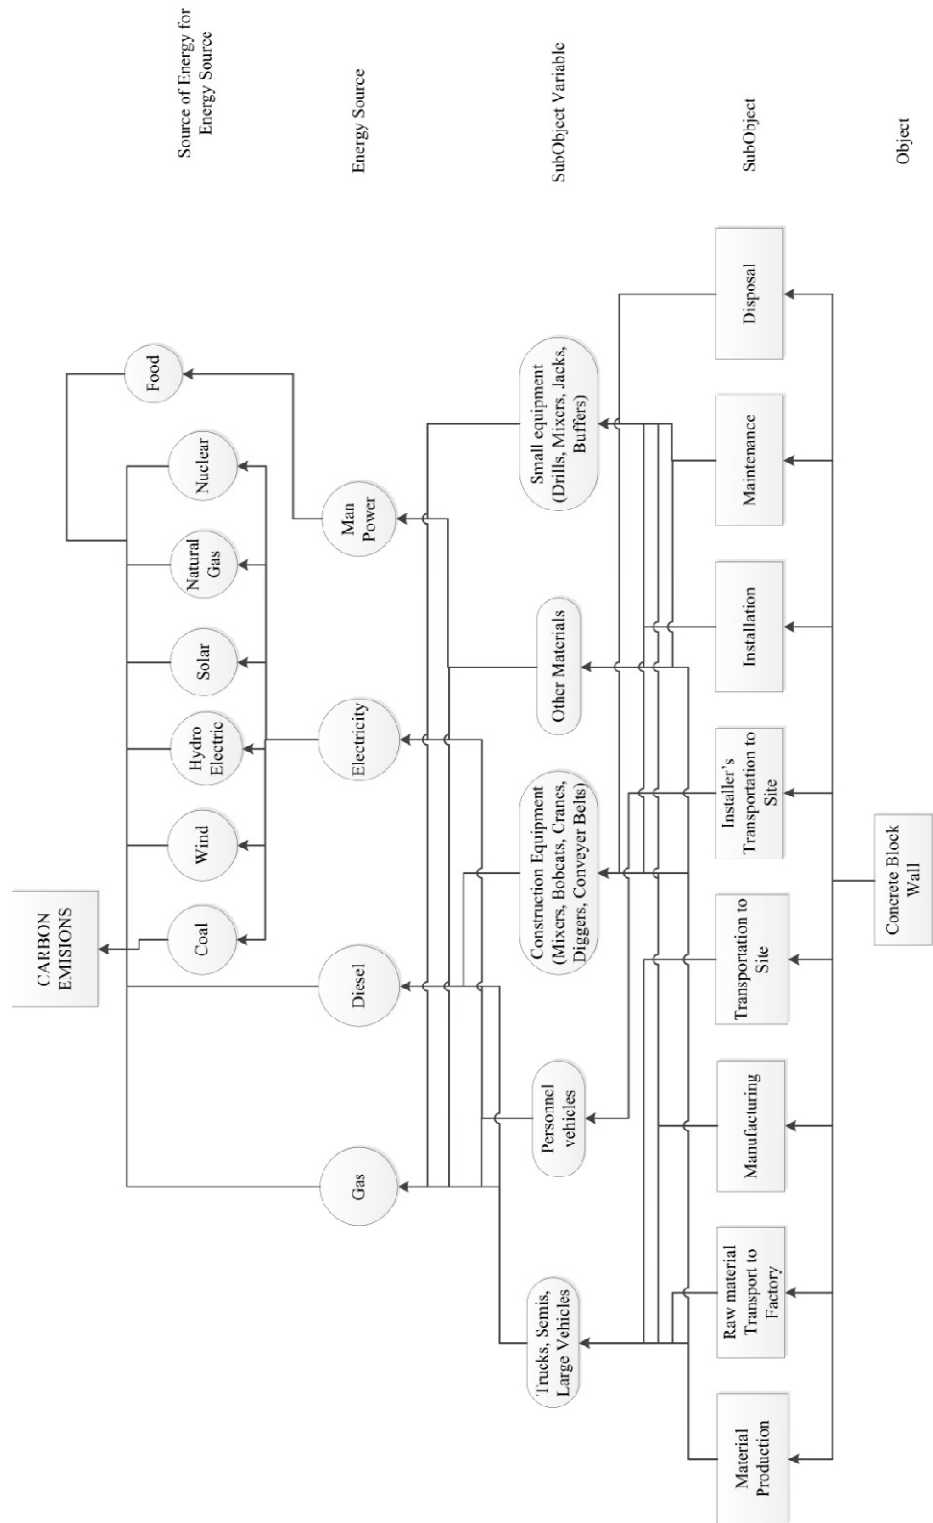 CARBON
EMISIONS
Source of Energy for
Energy Source
Coal
Wind
Hydro
Electric
Solar
Natural
Gas
Nuclear
Food
Energy Source
Gas
Diesel
Electricity
Man
Power
SubObject Variable
Trucks, Semis,
Large Vehicles
Personnel
vehicles
Construction Equipment
(Mixers, Bobcats, Cranes,
Diggers, Conveyer Belts)
Other Materials
Small equipment
(Drills, Mixers, Jacks,
Buffers)
SubObject
Material
Production
Raw material
Transport to
Factory
Manufacturing
Transportation to
Site
Installer's
Transportation to
Site
Installation
Maintenance
Disposal
Object
Concrete Block
Wall